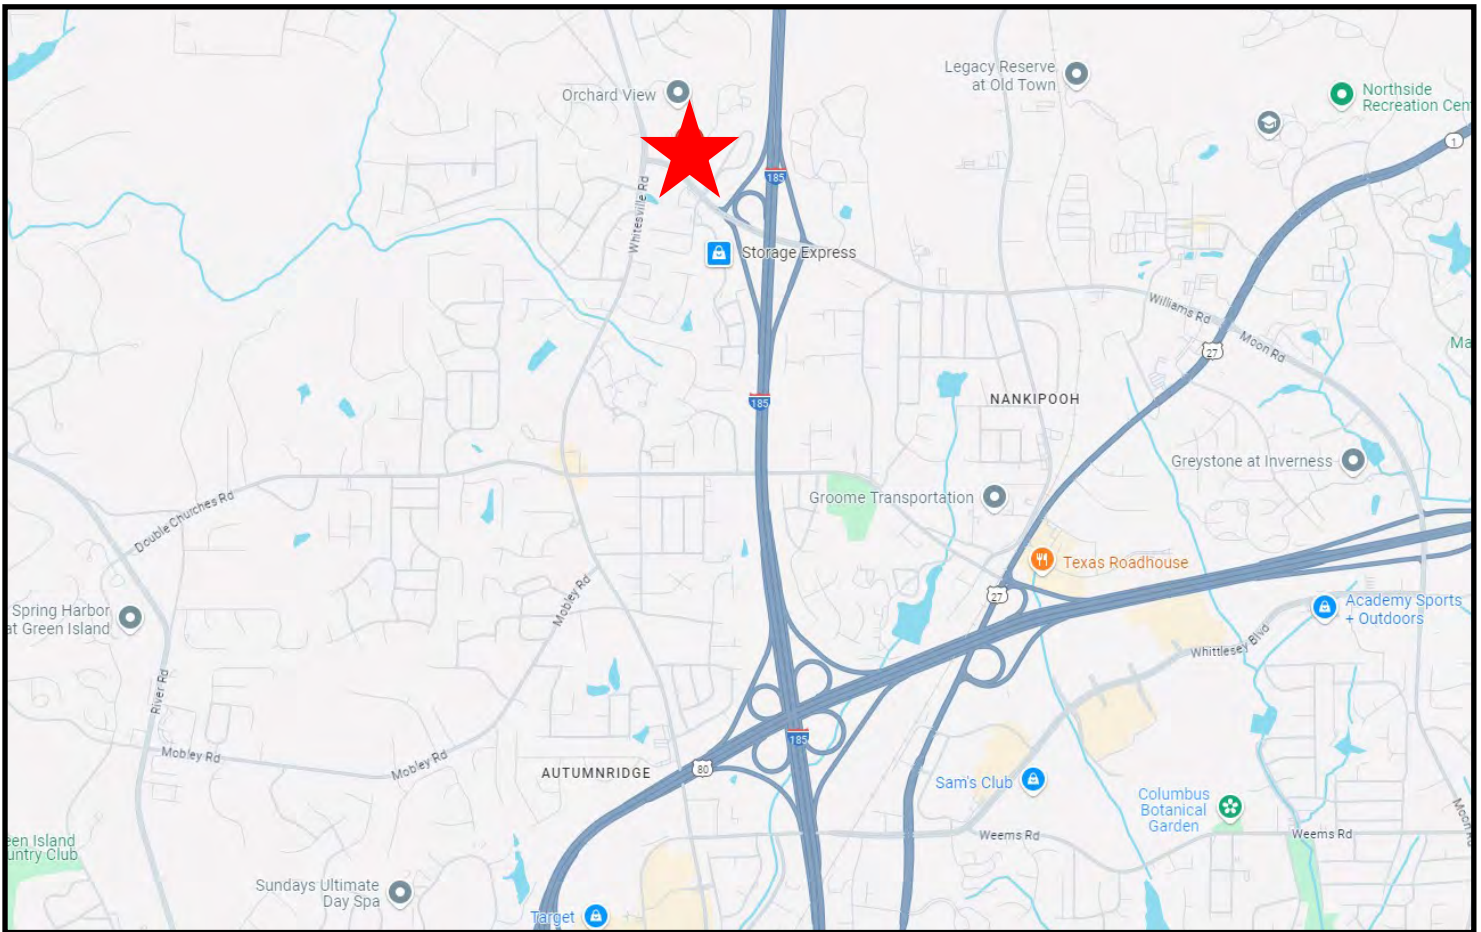 Legacy Reserve
at Old Town
Orchard View
Northside
Recreation Cen
1
185
Whitesville Rd
Storage Express
Williams Rd
Moon Rd
27
Ma
185
NANKIPOOH
Greystone at Inverness
Groome Transportation
Double Churches Rd
Texas Roadhouse
27
Mobley Rd
Spring Harbor
at Green Island
Academy Sports
+ Outdoors
Whittlesey Blvd
River Rd
185
Mobley Rd
Mobley Rd
AUTUMNRIDGE
80
Sam's Club
Columbus
Botanical
Garden
Weems Rd
Weems Rd
Moon Rd
een Island
untry Club
Sundays Ultimate
Day Spa
Target